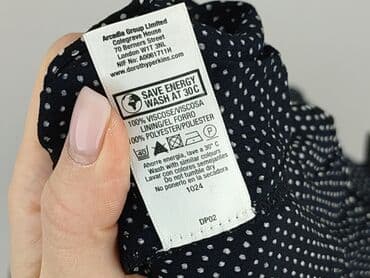 Arcadia Group Limited
Colegrave House
70 Berners Street
London W1T 3NL
NIF No: A0061711H
www.dorothyperkins.com
SAVE ENERGY
WASH AT 30C
100% VISCOSE/VISCOSA
LINING/EL FORRO
100% POLYESTER/POLIÉSTER
Ahorre energia, lave a 30° C
Wash with similar colours
Lavar con colores semejantes
Do not tumble dry
No ponerlo en la secadora
1024
DP02